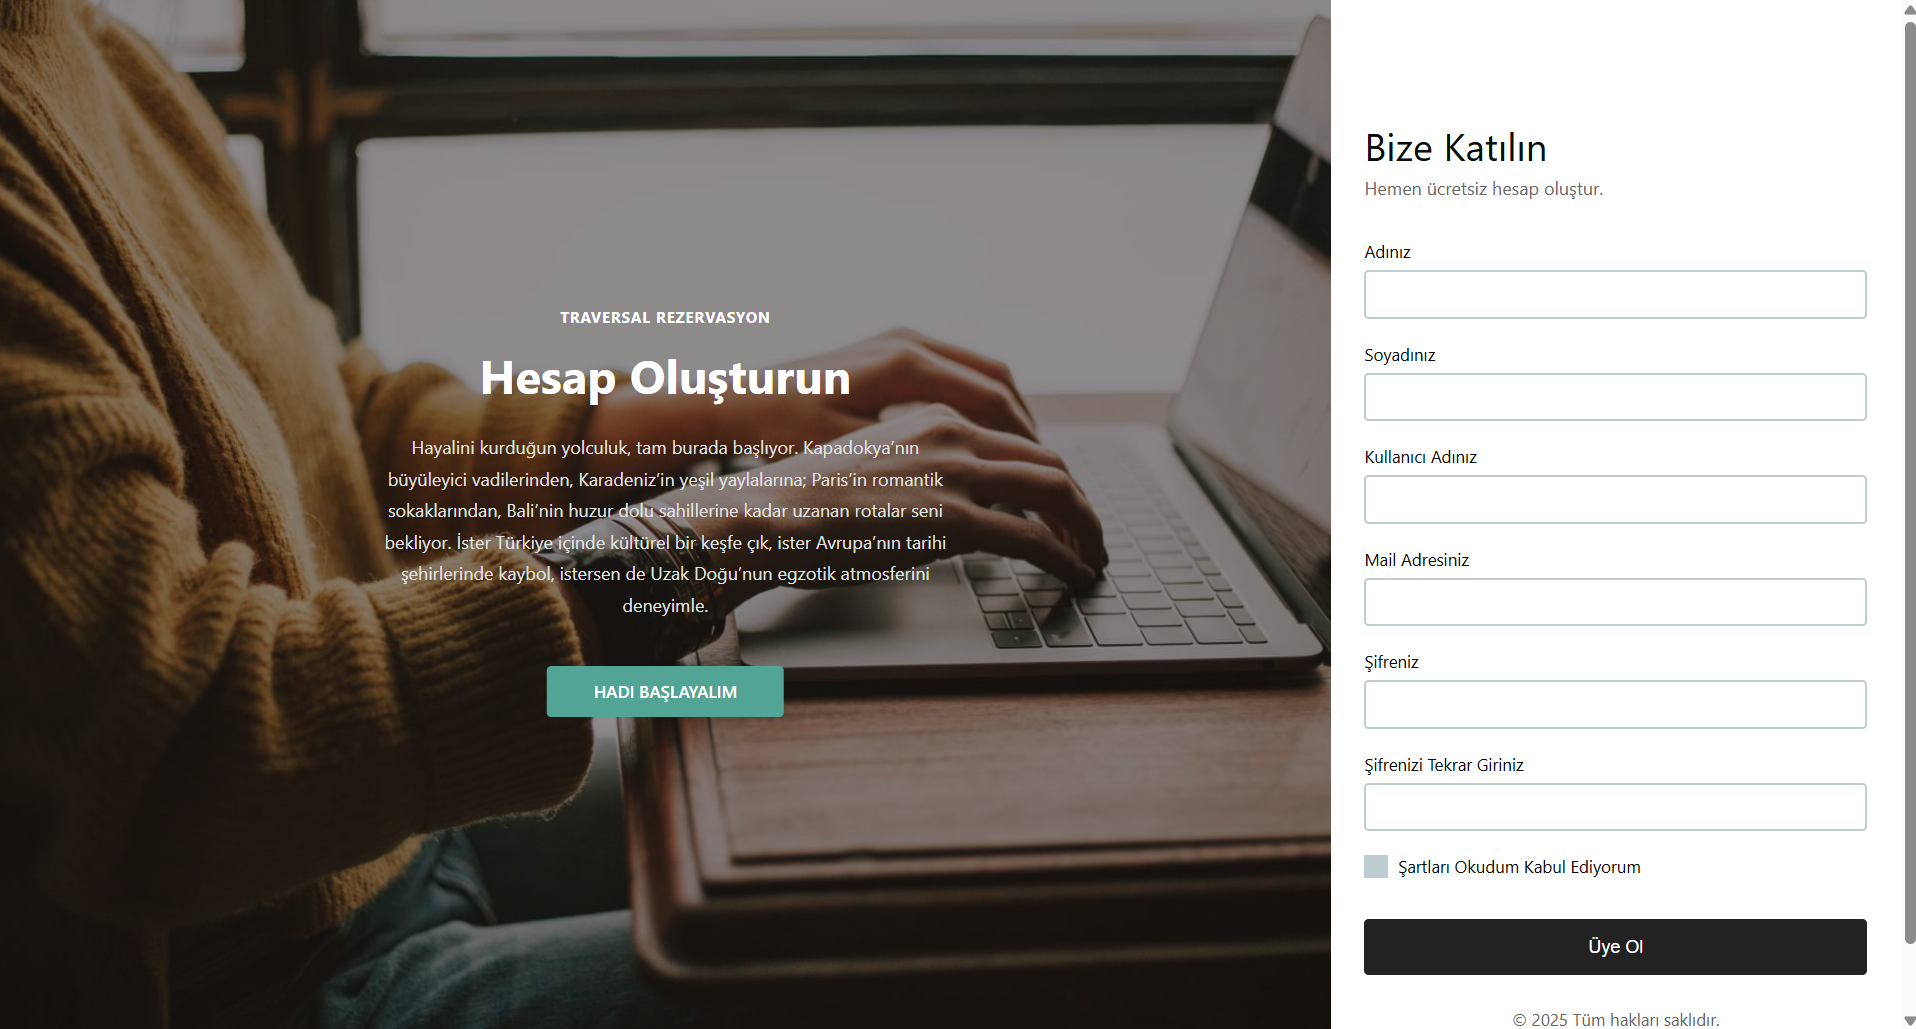 TRAVERSAL REZERVASYON
Hesap Oluşturun
Hayalini kurduğun yolculuk, tam burada başlıyor. Kapadokya’nın
büyüleyici vadilerinden, Karadeniz’in yeşil yaylalarına; Paris’in romantik
sokaklarından, Bali’nin huzur dolu sahillerine kadar uzanan rotalar seni
bekliyor. İster Türkiye içinde kültürel bir keşfe çık, ister Avrupa’nın tarihi
şehirlerinde kaybol, istersen de Uzak Doğu’nun egzotik atmosferini
deneyimle.
HADI BAŞLAYALIM
Bize Katılın
Hemen ücretsiz hesap oluştur.
Adınız
Soyadınız
Kullanıcı Adınız
Mail Adresiniz
Şifreniz
Şifrenizi Tekrar Giriniz
Şartları Okudum Kabul Ediyorum
Üye Ol
© 2025 Tüm hakları saklıdır.